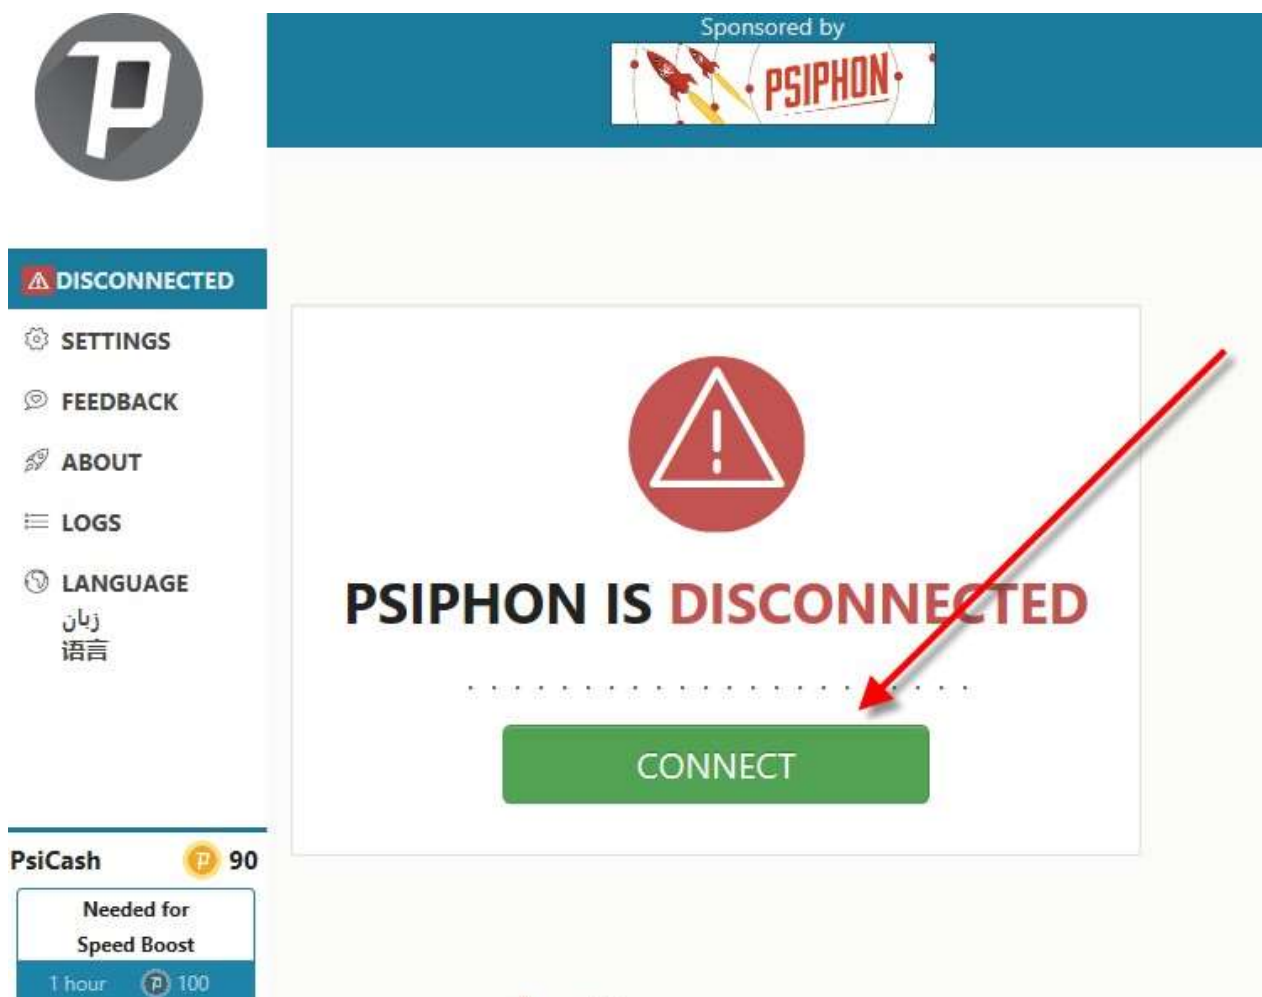 Sponsored by
PSIPHON
DISCONNECTED
SETTINGS
FEEDBACK
ABOUT
LOGS
LANGUAGE
زبان
语言
PSIPHON IS DISCONNECTED
CONNECT
PsiCash 90
Needed for
Speed Boost
1 hour 100